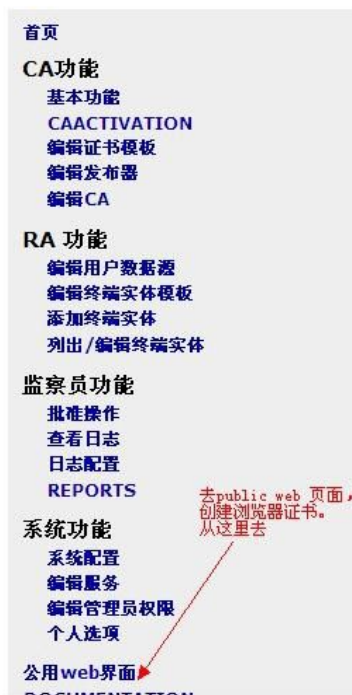 首页
CA功能
基本功能
CAACTIVATION
编辑证书模板
编辑发布器
编辑CA
RA 功能
编辑用户数据源
编辑终端实体模板
添加终端实体
列出/编辑终端实体
监察员功能
批准操作
查看日志
日志配置
REPORTS
去public web 页面，
创建浏览器证书。
从这里去
系统功能
系统配置
编辑服务
编辑管理员权限
个人选项
公用web界面
DOCUMENTATION